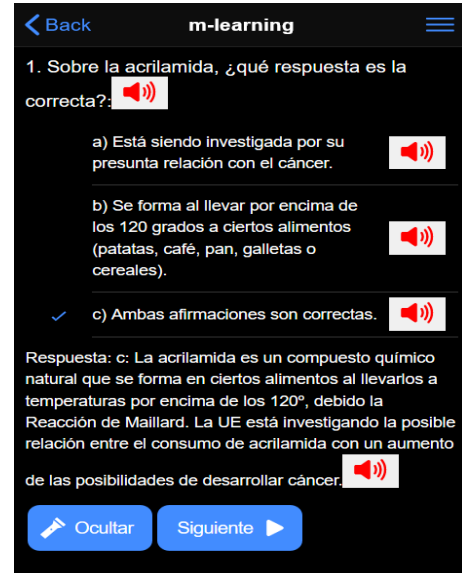 Back
m-learning
1. Sobre la acrilamida, ¿qué respuesta es la
correcta?:
a) Está siendo investigada por su
presunta relación con el cáncer.
b) Se forma al llevar por encima de
los 120 grados a ciertos alimentos
(patatas, café, pan, galletas o
cereales).
c) Ambas afirmaciones son correctas.
Respuesta: c: La acrilamida es un compuesto químico
natural que se forma en ciertos alimentos al llevarlos a
temperaturas por encima de los 120º, debido la
Reacción de Maillard. La UE está investigando la posible
relación entre el consumo de acrilamida con un aumento
de las posibilidades de desarrollar cáncer.
Ocultar
Siguiente